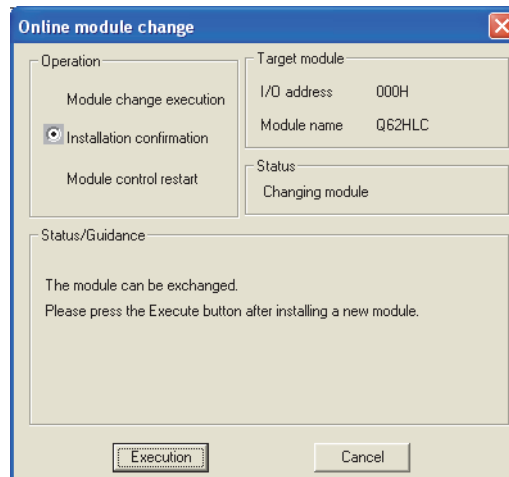 Online module change
Operation
Module change execution
Installation confirmation
Module control restart
Target module
I/O address 000H
Module name Q62HLC
Status
Changing module
Status/Guidance
The module can be exchanged.
Please press the Execute button after installing a new module.
Execution Cancel